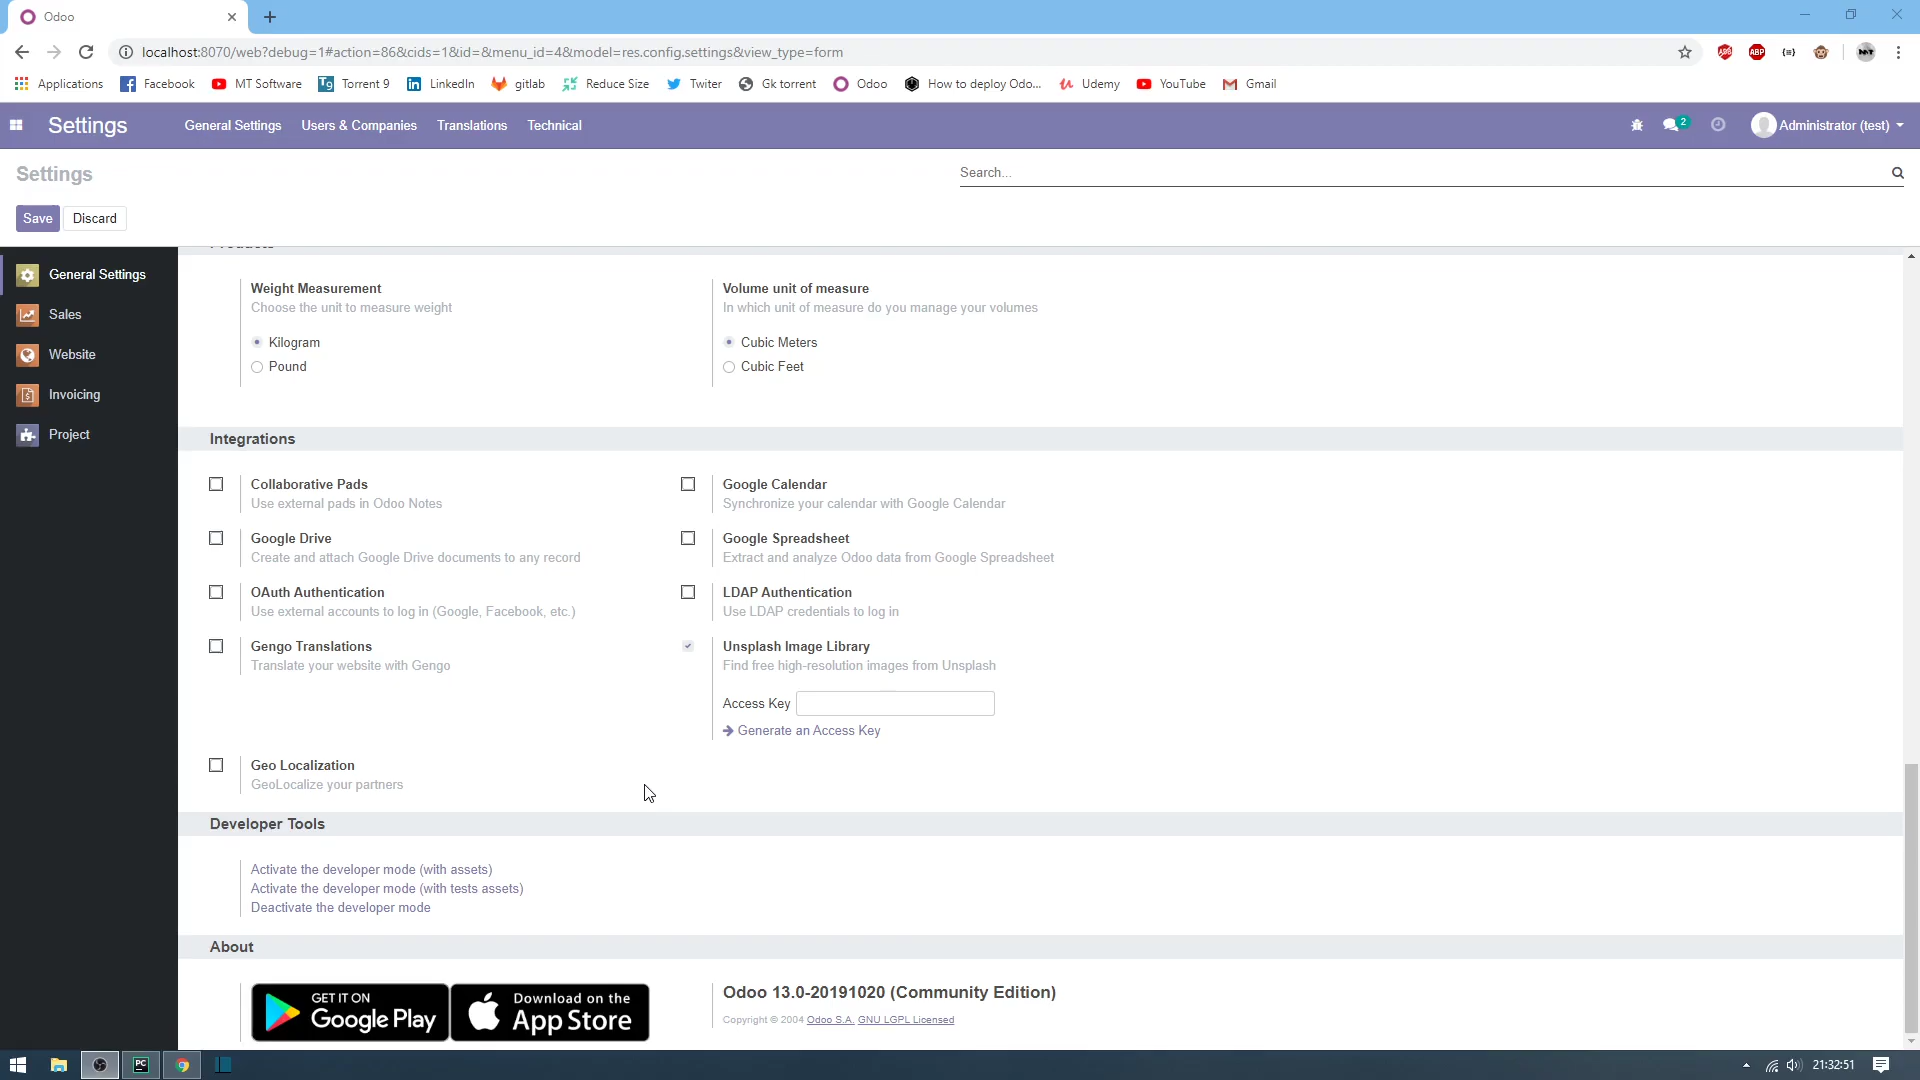 Odoo
localhost:8070/web?debug=1#action=86&cids=1&id=&menu_id=4&model=res.config.settings&view_type=form
Applications Facebook MT Software Torrent 9 LinkedIn gitlab Reduce Size Twiter Gk torrent Odoo How to deploy Odo... Udemy YouTube Gmail
Settings General Settings Users & Companies Translations Technical 2 Administrator (test)
Settings Search...
Save Discard
General Settings
Sales
Website
Invoicing
Project
Products
Weight Measurement
Choose the unit to measure weight
Kilogram
Pound
Volume unit of measure
In which unit of measure do you manage your volumes
Cubic Meters
Cubic Feet
Integrations
Collaborative Pads
Use external pads in Odoo Notes
Google Calendar
Synchronize your calendar with Google Calendar
Google Drive
Create and attach Google Drive documents to any record
Google Spreadsheet
Extract and analyze Odoo data from Google Spreadsheet
OAuth Authentication
Use external accounts to log in (Google, Facebook, etc.)
LDAP Authentication
Use LDAP credentials to log in
Gengo Translations
Translate your website with Gengo
Unsplash Image Library
Find free high-resolution images from Unsplash
Access Key
Generate an Access Key
Geo Localization
GeoLocalize your partners
Developer Tools
Activate the developer mode (with assets)
Activate the developer mode (with tests assets)
Deactivate the developer mode
About
GET IT ON
Google Play
Download on the
App Store
Odoo 13.0-20191020 (Community Edition)
Copyright © 2004 Odoo S.A. GNU LGPL Licensed
21:32:51